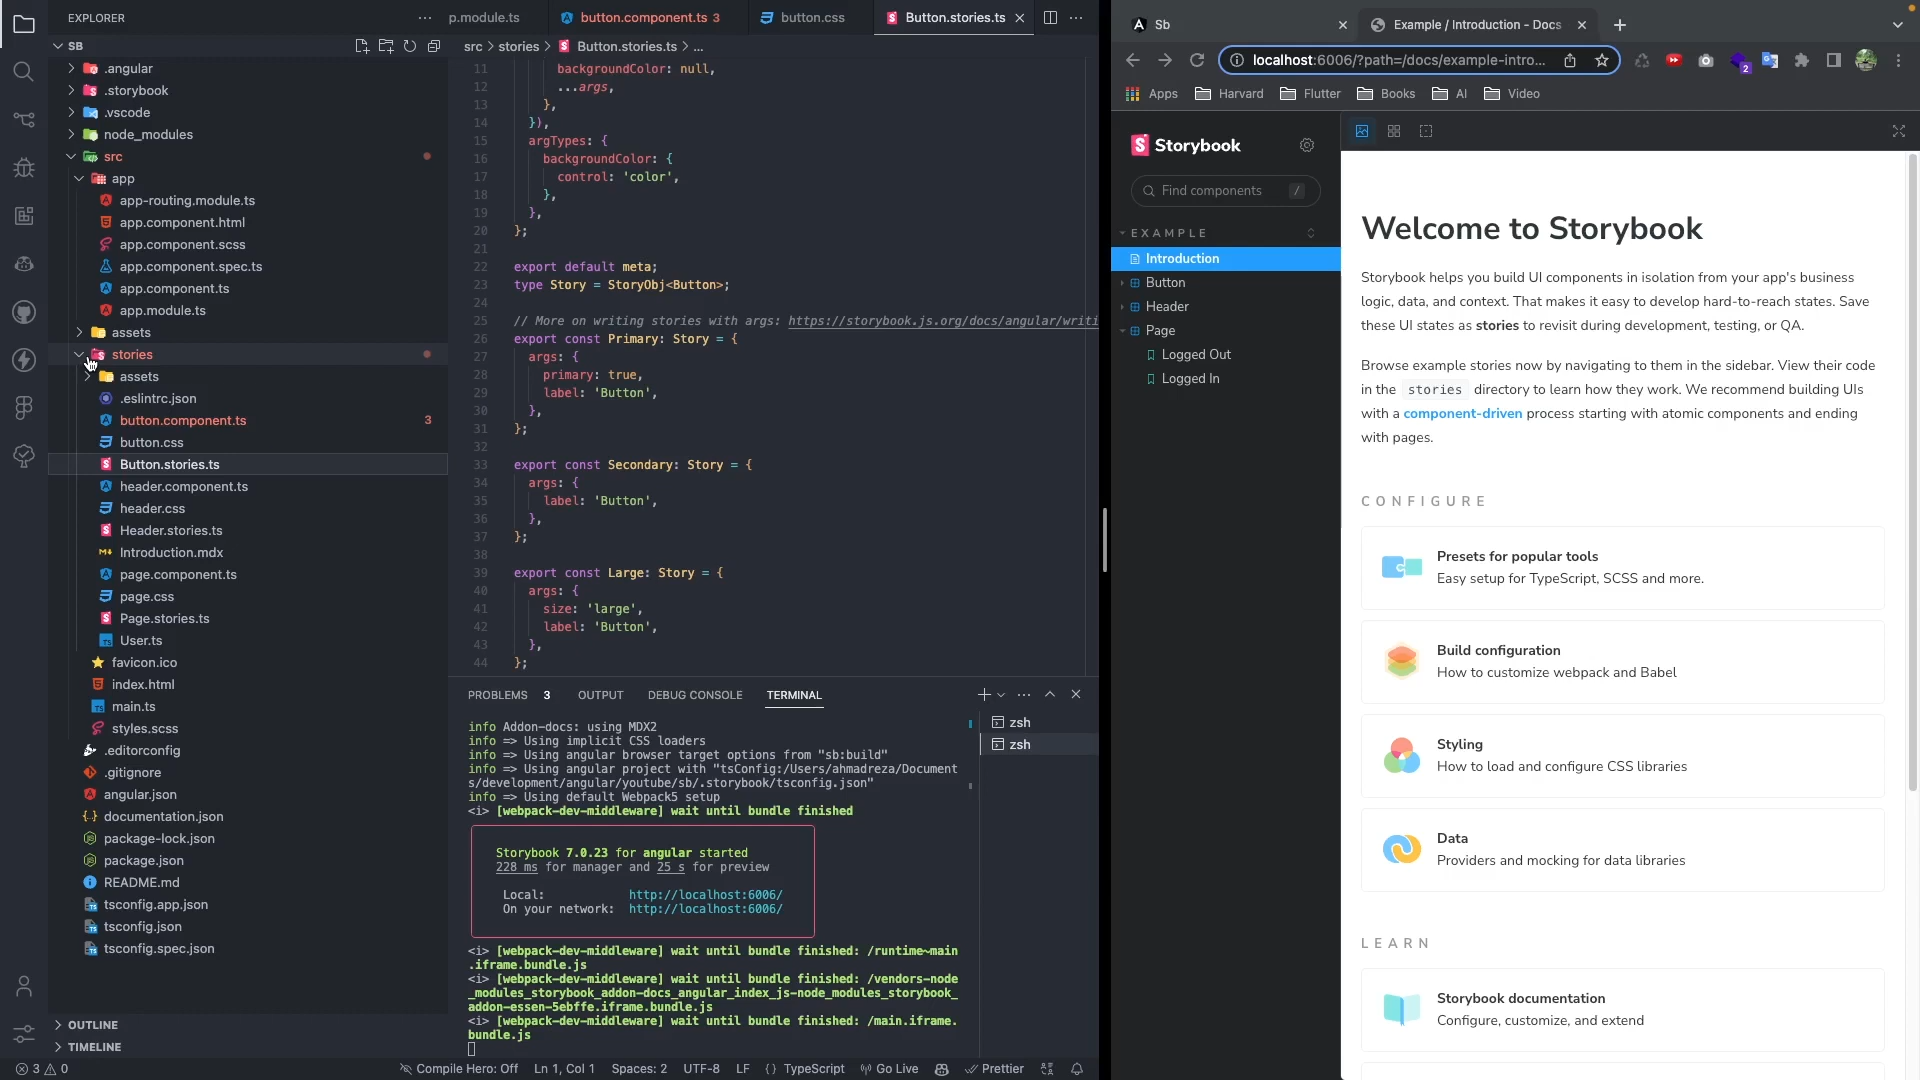 EXPLORER
SB
.angular
.storybook
.vscode
node_modules
src
app
app-routing.module.ts
app.component.html
app.component.scss
app.component.spec.ts
app.component.ts
app.module.ts
assets
stories
assets
.eslintrc.json
button.component.ts 3
button.css
Button.stories.ts
header.component.ts
header.css
Header.stories.ts
Introduction.mdx
page.component.ts
page.css
Page.stories.ts
User.ts
favicon.ico
index.html
main.ts
styles.scss
.editorconfig
.gitignore
angular.json
documentation.json
package-lock.json
package.json
README.md
tsconfig.app.json
tsconfig.json
tsconfig.spec.json
OUTLINE
TIMELINE
p.module.ts button.component.ts 3 button.css Button.stories.ts
src > stories > Button.stories.ts > ...
11 backgroundColor: null,
12 ...args,
13 },
14 }),
15 argTypes: {
16 backgroundColor: {
17 control: 'color',
18 },
19 },
20 };
21
22 export default meta;
23 type Story = StoryObj<Button>;
24
25 // More on writing stories with args: https://storybook.js.org/docs/angular/writi
26 export const Primary: Story = {
27 args: {
28 primary: true,
29 label: 'Button',
30 },
31 };
32
33 export const Secondary: Story = {
34 args: {
35 label: 'Button',
36 },
37 };
38
39 export const Large: Story = {
40 args: {
41 size: 'large',
42 label: 'Button',
43 },
44 };
PROBLEMS 3 OUTPUT DEBUG CONSOLE TERMINAL
info Addon-docs: using MDX2
info => Using implicit CSS loaders
info => Using angular browser target options from "sb:build"
info => Using angular project with "tsConfig:/Users/ahmadreza/Document
s/development/angular/youtube/sb/.storybook/tsconfig.json"
info => Using default Webpack5 setup
<i> [webpack-dev-middleware] wait until bundle finished
Storybook 7.0.23 for angular started
228 ms for manager and 25 s for preview
Local: http://localhost:6006/
On your network: http://localhost:6006/
<i> [webpack-dev-middleware] wait until bundle finished: /runtime~main
.iframe.bundle.js
<i> [webpack-dev-middleware] wait until bundle finished: /vendors-node
_modules_storybook_addon-docs_angular_index_js-node_modules_storybook_
addon-essen-5ebffe.iframe.bundle.js
<i> [webpack-dev-middleware] wait until bundle finished: /main.iframe.
bundle.js
zsh
zsh
3 0 Compile Hero: Off Ln 1, Col 1 Spaces: 2 UTF-8 LF {} TypeScript Go Live Prettier
Sb Example / Introduction - Docs
localhost:6006/?path=/docs/example-intro...
2
Apps Harvard Flutter Books AI Video
Storybook
Find components /
EXAMPLE
Introduction
Button
Header
Page
Logged Out
Logged In
Welcome to Storybook
Storybook helps you build UI components in isolation from your app's business
logic, data, and context. That makes it easy to develop hard-to-reach states. Save
these UI states as stories to revisit during development, testing, or QA.
Browse example stories now by navigating to them in the sidebar. View their code
in the stories directory to learn how they work. We recommend building UIs
with a component-driven process starting with atomic components and ending
with pages.
CONFIGURE
Presets for popular tools
Easy setup for TypeScript, SCSS and more.
Build configuration
How to customize webpack and Babel
Styling
How to load and configure CSS libraries
Data
Providers and mocking for data libraries
LEARN
Storybook documentation
Configure, customize, and extend